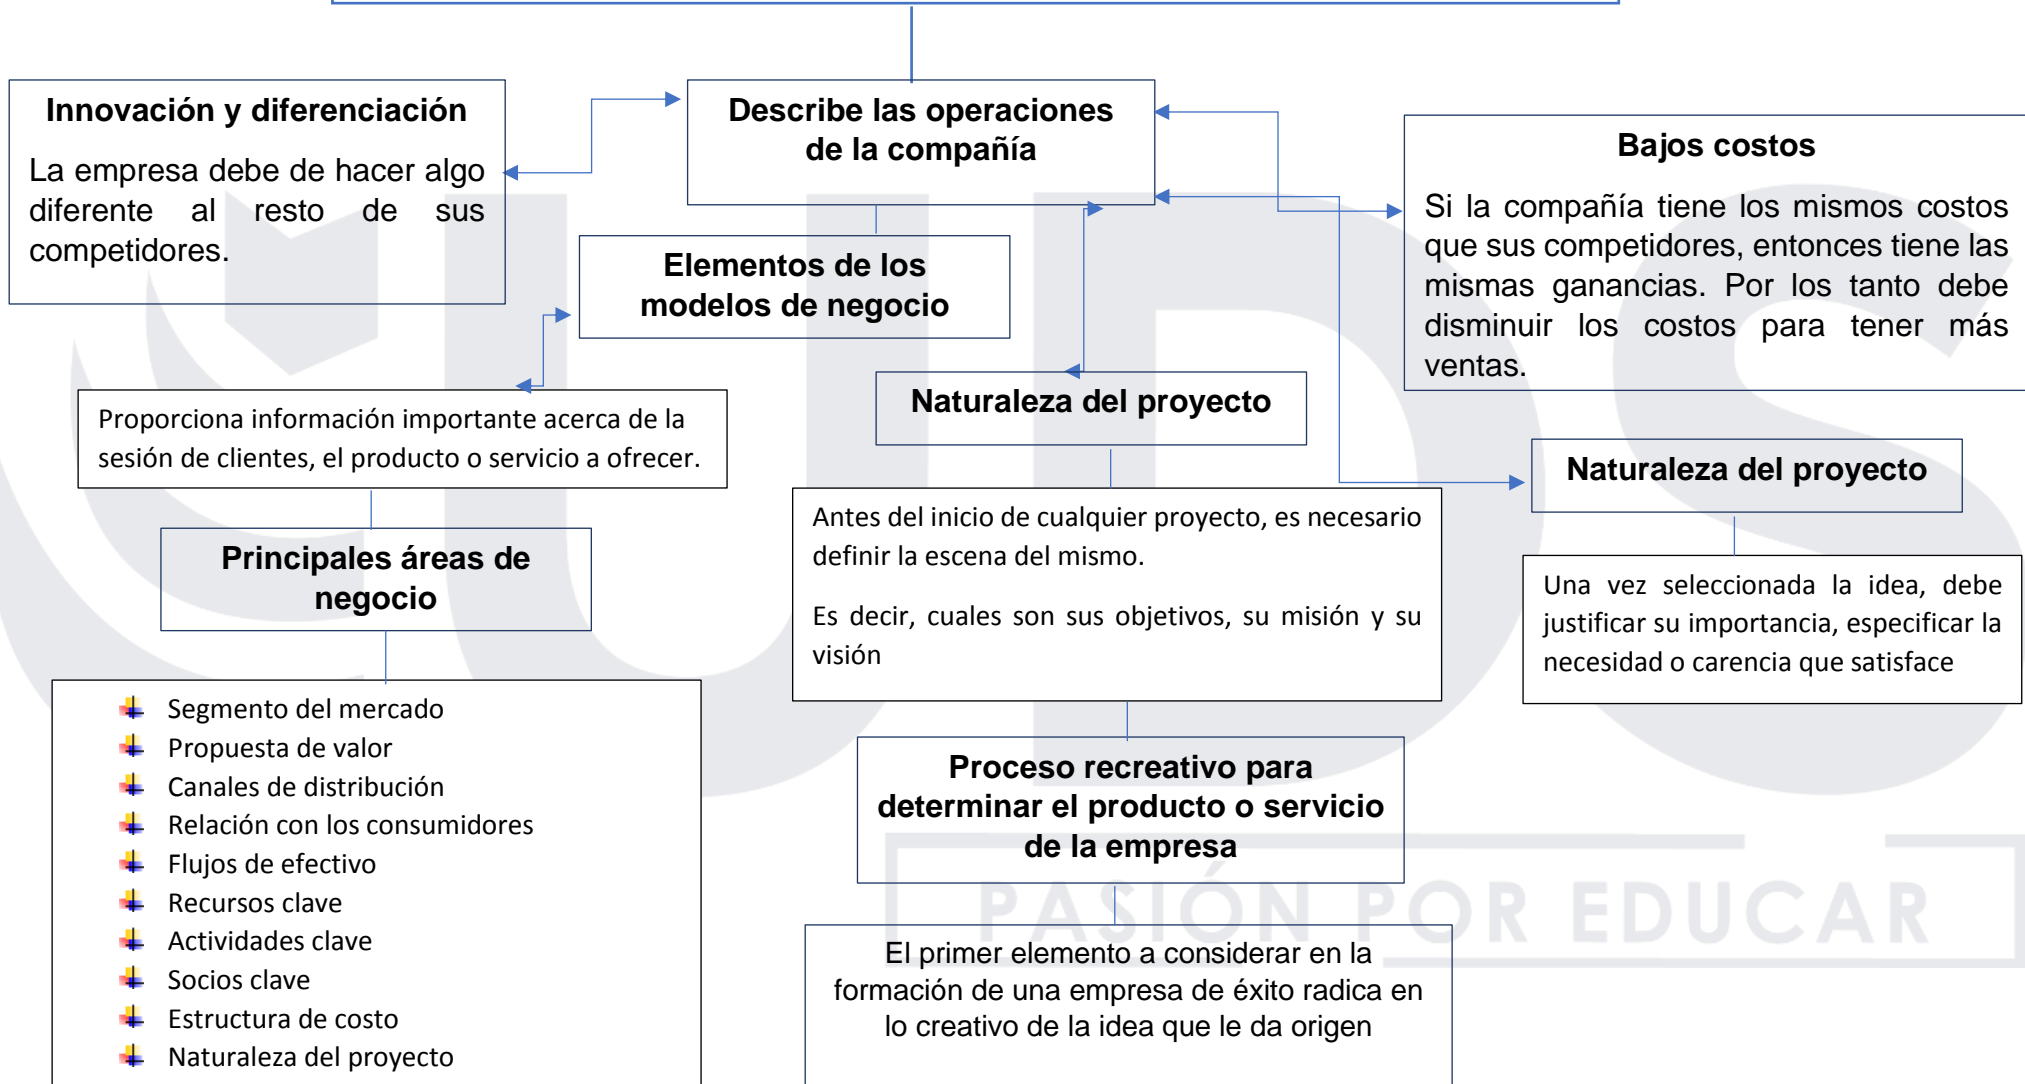 Innovación y diferenciación
La empresa debe de hacer algo
diferente al resto de sus
competidores.
Describe las operaciones
de la compañía
Bajos costos
Si la compañía tiene los mismos costos
que sus competidores, entonces tiene las
mismas ganancias. Por los tanto debe
disminuir los costos para tener más
ventas.
Elementos de los
modelos de negocio
Proporciona información importante acerca de la
sesión de clientes, el producto o servicio a ofrecer.
Naturaleza del proyecto
Naturaleza del proyecto
Principales áreas de
negocio
Antes del inicio de cualquier proyecto, es necesario
definir la escena del mismo.
Es decir, cuales son sus objetivos, su misión y su
visión
Una vez seleccionada la idea, debe
justificar su importancia, especificar la
necesidad o carencia que satisface
Segmento del mercado
Propuesta de valor
Canales de distribución
Relación con los consumidores
Flujos de efectivo
Recursos clave
Actividades clave
Socios clave
Estructura de costo
Naturaleza del proyecto
Proceso recreativo para
determinar el producto o servicio
de la empresa
El primer elemento a considerar en la
formación de una empresa de éxito radica en
lo creativo de la idea que le da origen
UDS
PASIÓN POR EDUCAR